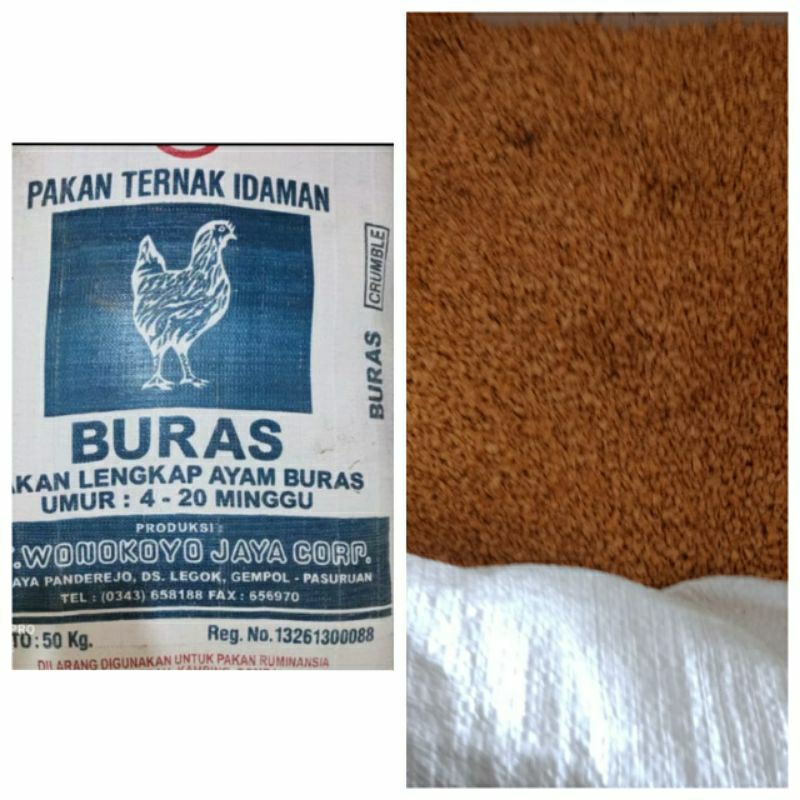 PAKAN TERNAK IDAMAN
CRUMBLE
BURAS
BURAS
AKAN LENGKAP AYAM BURAS
UMUR : 4 - 20 MINGGU
PRODUKSI :
.WONOKOYO JAYA CORP.
AYA PANDEREJO, DS. LEGOK, GEMPOL - PASURUAN
TEL : (0343) 658188 FAX : 656970
PRO
TO : 50 Kg.
Reg. No.13261300088
DILARANG DIGUNAKAN UNTUK PAKAN RUMINANSIA